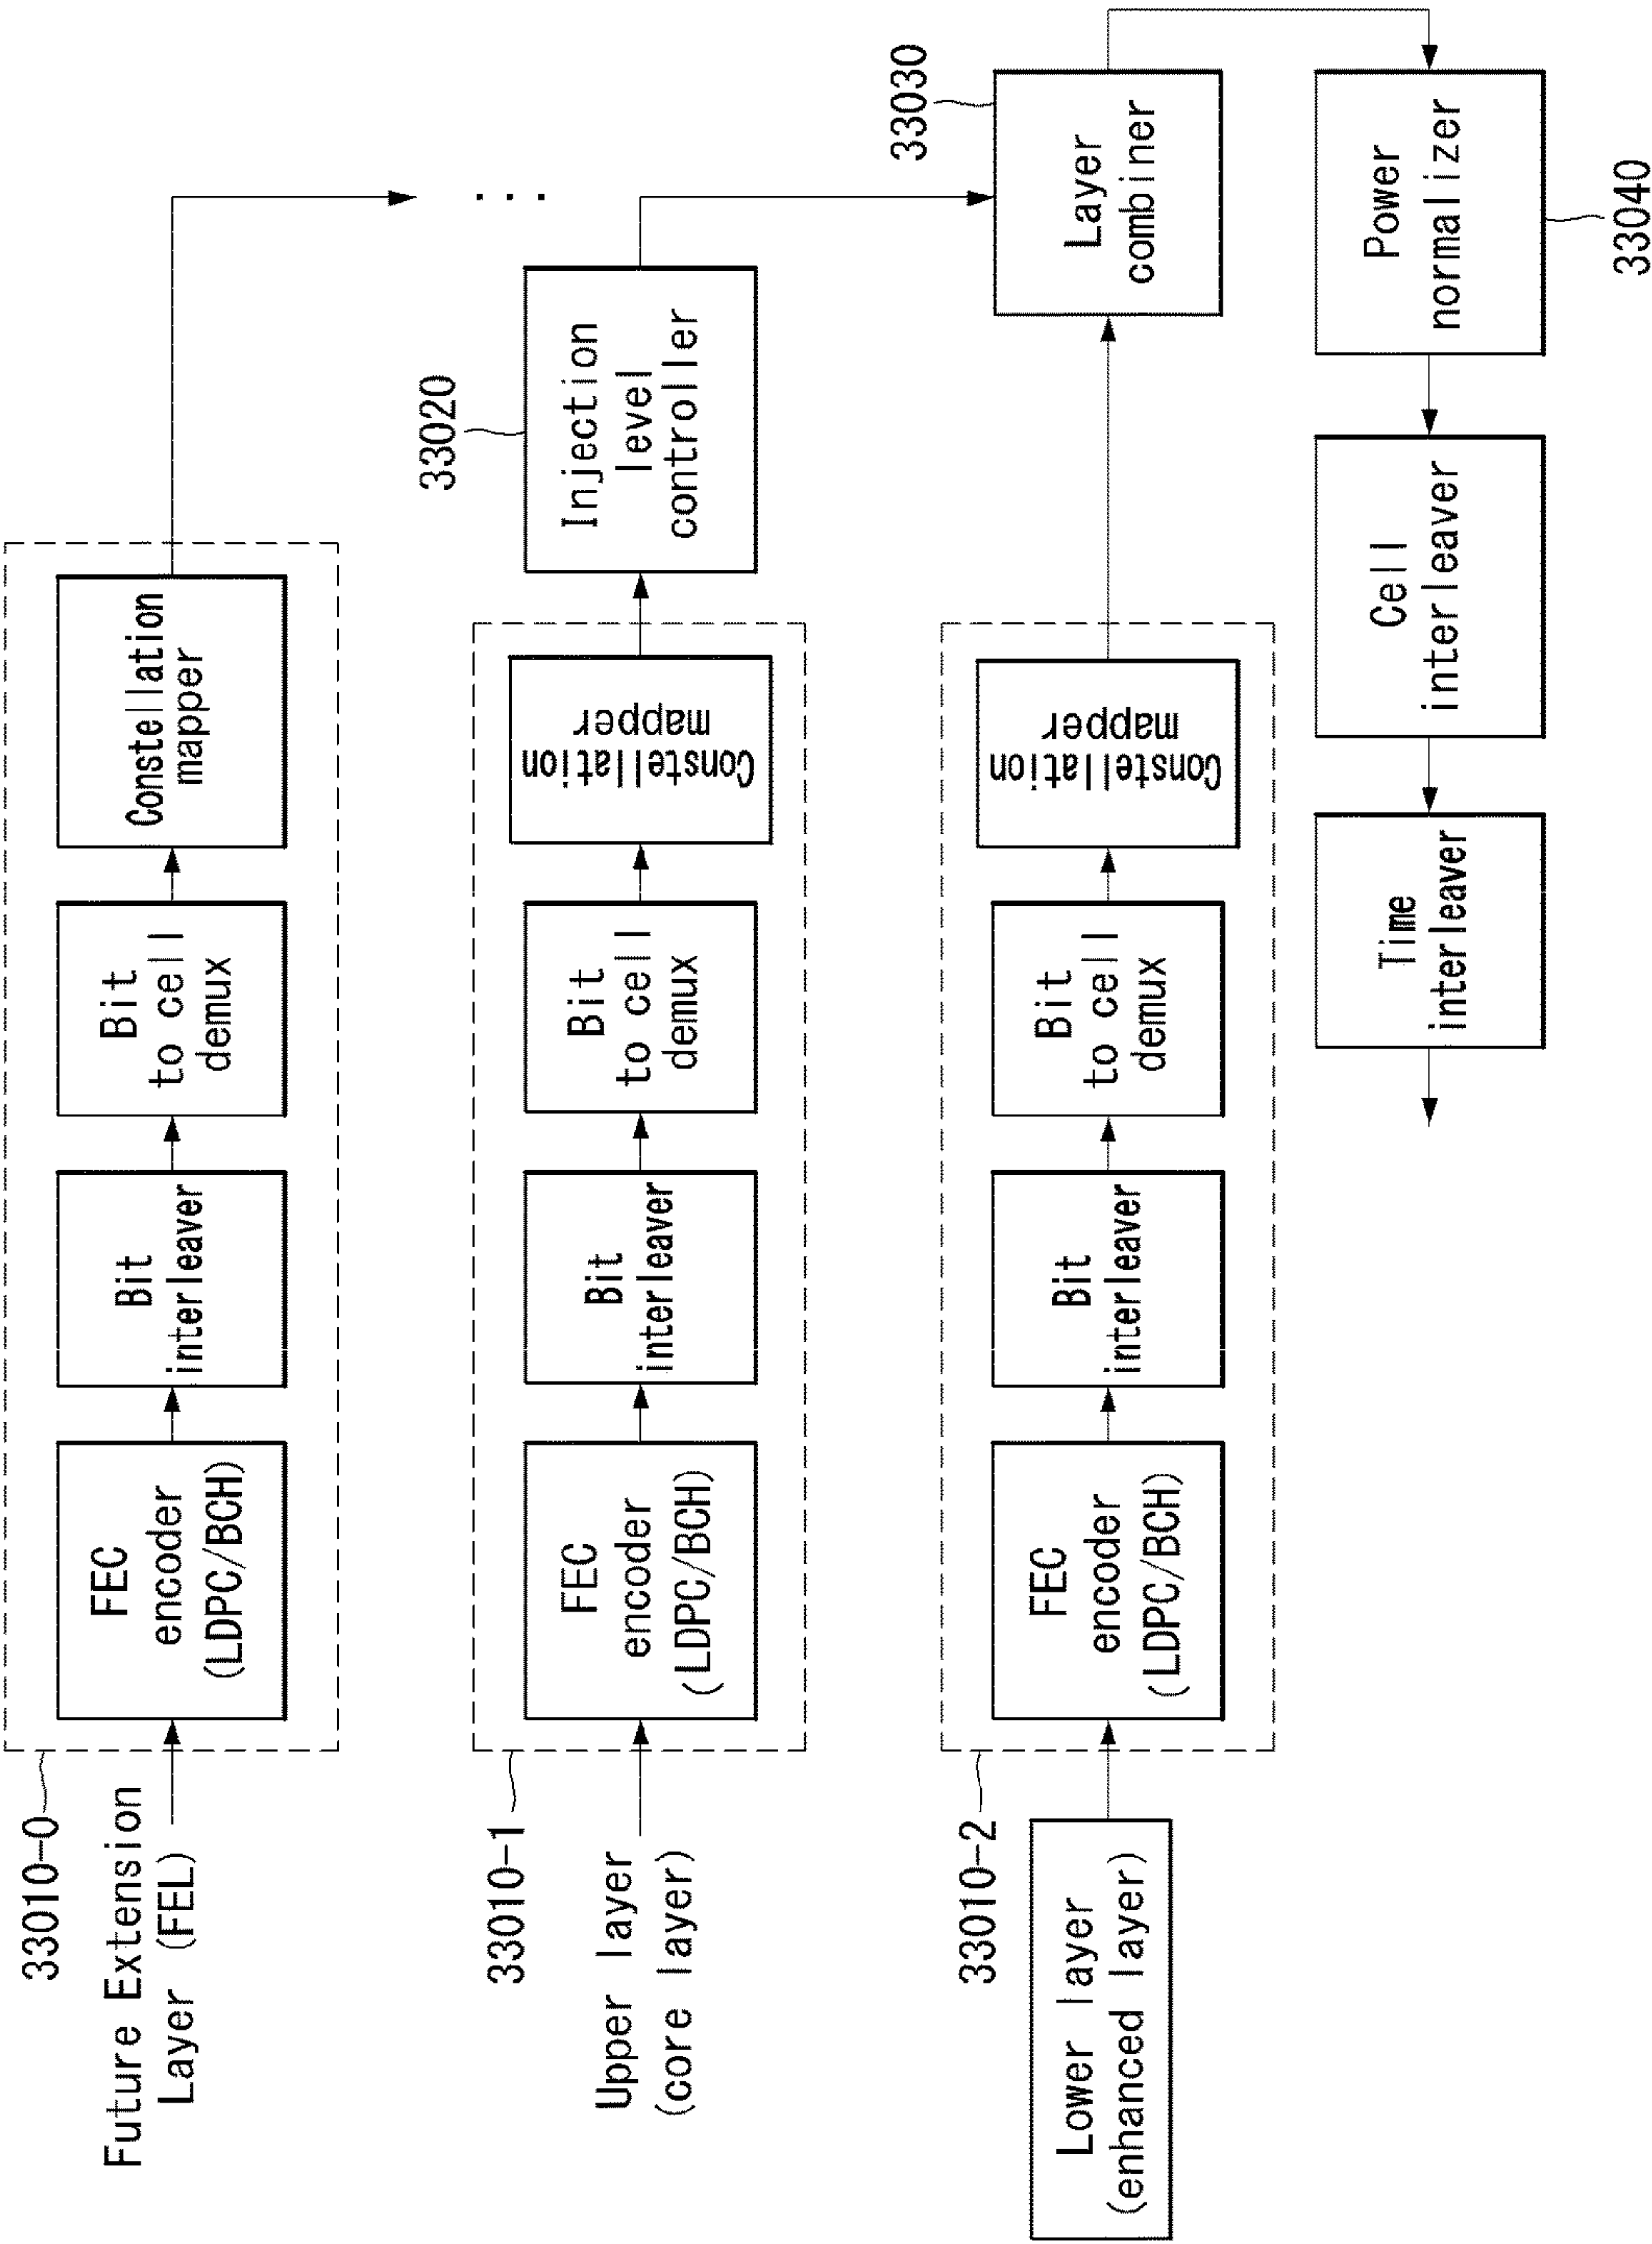 33010-0
Future Extension
Layer (FEL)
FEC
encoder
(LDPC/BCH)
Bit
interleaver
Bit
to cell
demux
Constellation
mapper
. . .
33010-1
Upper layer
(core layer)
FEC
encoder
(LDPC/BCH)
Bit
interleaver
Bit
to cell
demux
Constellation
mapper
33020
Injection
level
controller
33030
Layer
combiner
33010-2
Lower layer
(enhanced layer)
FEC
encoder
(LDPC/BCH)
Bit
interleaver
Bit
to cell
demux
Constellation
mapper
Time
interleaver
Cell
interleaver
Power
normalizer
33040